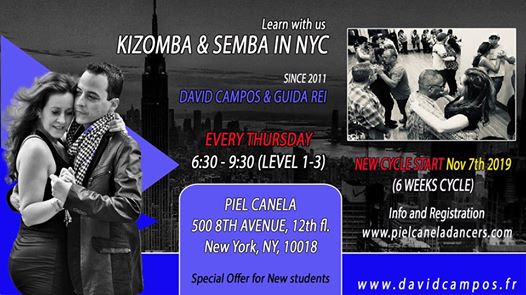 Learn with us
KIZOMBA & SEMBA IN NYC
SINCE 2011
DAVID CAMPOS & GUIDA REI
EVERY THURSDAY
6:30 - 9:30 (LEVEL 1-3)
PIEL CANELA
500 8TH AVENUE, 12th fl.
New York, NY, 10018
Special Offer for New students
NEW CYCLE START Nov 7th 2019
(6 WEEKS CYCLE)
Info and Registration
www.pielcaneladancers.com
www.davidcampos.fr